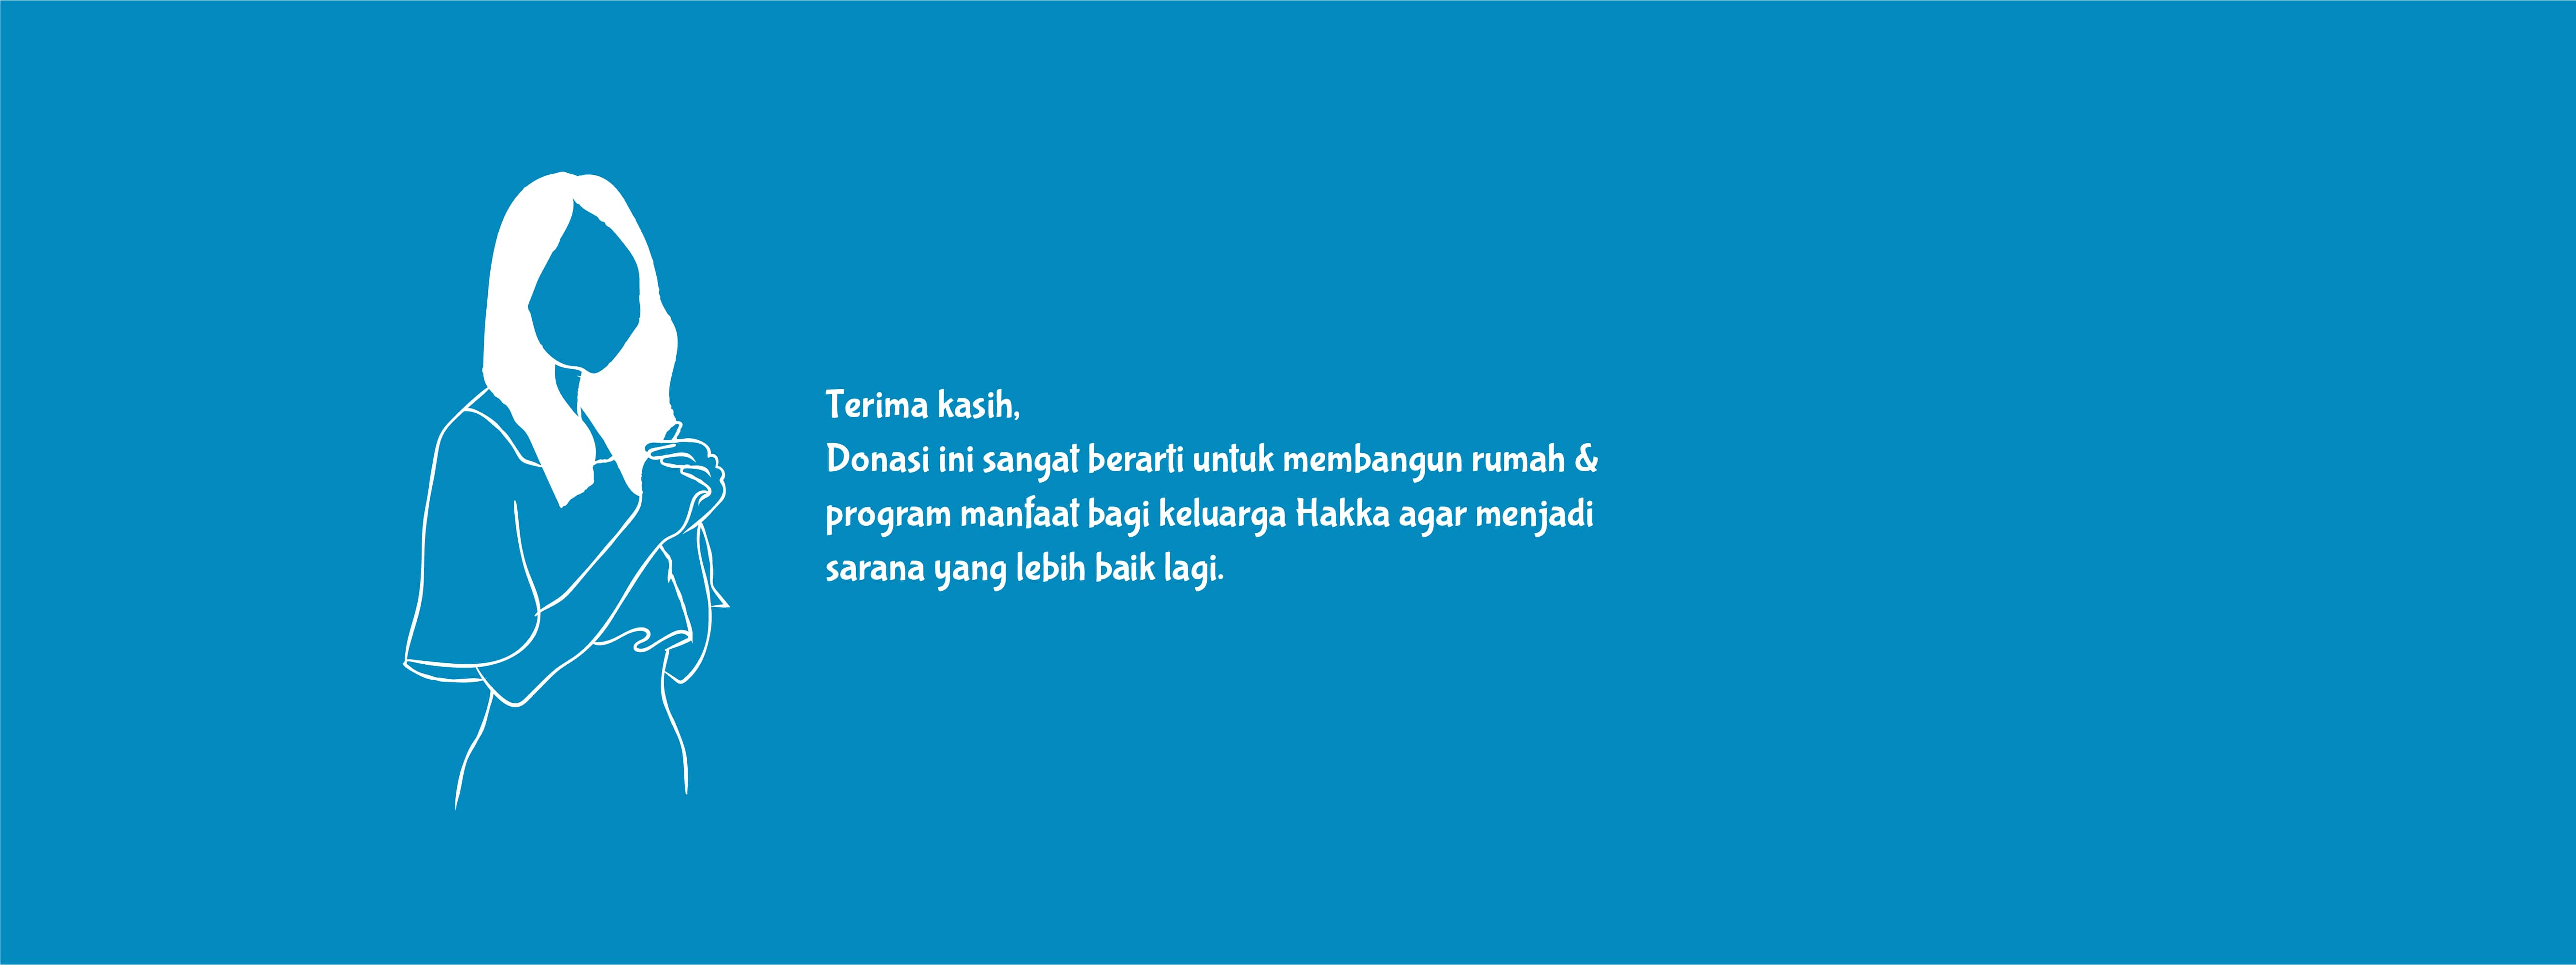 Terima kasih,
Donasi ini sangat berarti untuk membangun rumah &
program manfaat bagi keluarga Hakka agar menjadi
sarana yang lebih baik lagi.